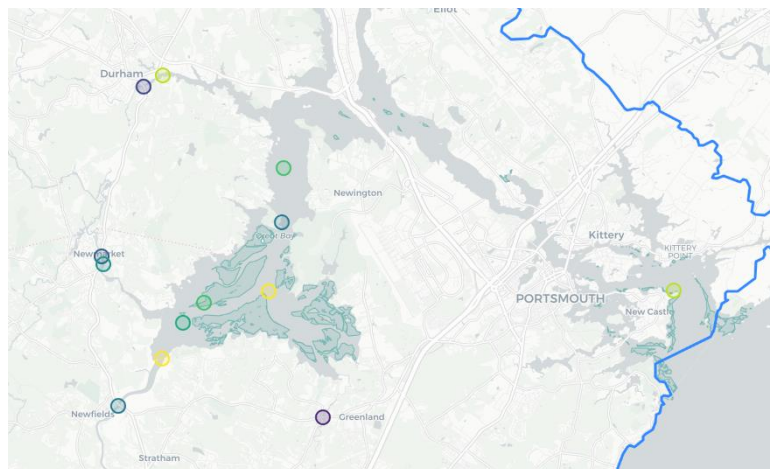 Eliot
Durham
Newington
Great Bay
Kittery
KITTERY
POINT
Newmarket
PORTSMOUTH
New Castle
Newfields
Greenland
Stratham